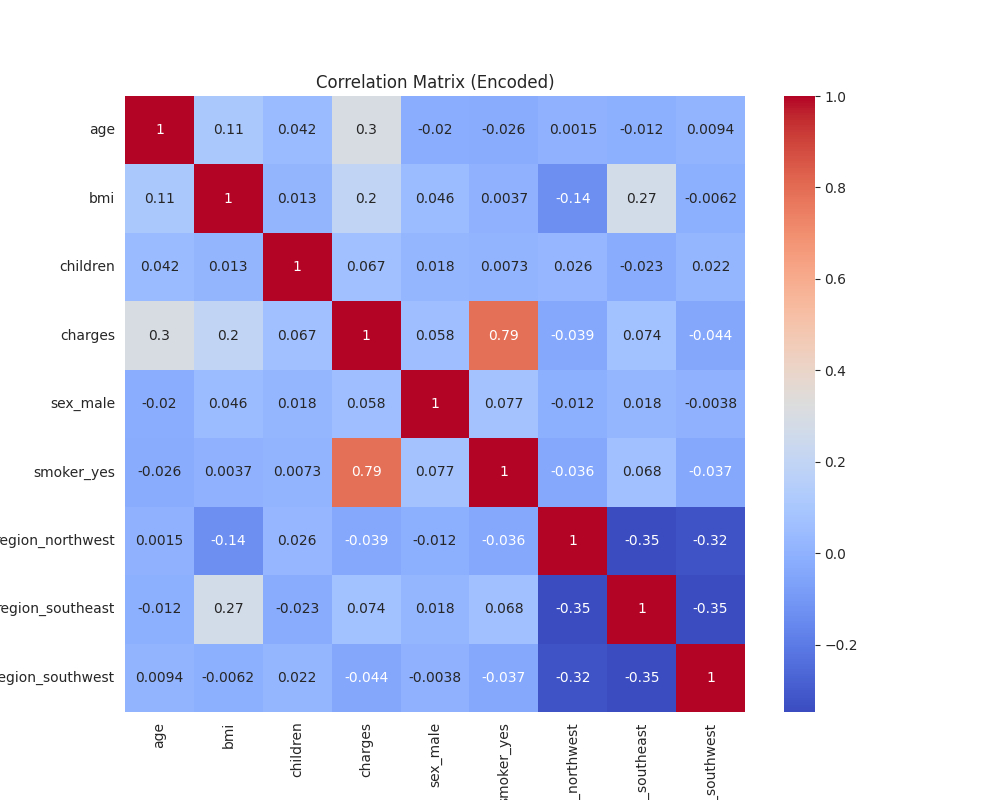 Correlation Matrix (Encoded)
age 1 0.11 0.042 0.3 -0.02 -0.026 0.0015 -0.012 0.0094
bmi 0.11 1 0.013 0.2 0.046 0.0037 -0.14 0.27 -0.0062
children 0.042 0.013 1 0.067 0.018 0.0073 0.026 -0.023 0.022
charges 0.3 0.2 0.067 1 0.058 0.79 -0.039 0.074 -0.044
sex_male -0.02 0.046 0.018 0.058 1 0.077 -0.012 0.018 -0.0038
smoker_yes -0.026 0.0037 0.0073 0.79 0.077 1 -0.036 0.068 -0.037
egion_northwest 0.0015 -0.14 0.026 -0.039 -0.012 -0.036 1 -0.35 -0.32
egion_southeast -0.012 0.27 -0.023 0.074 0.018 0.068 -0.35 1 -0.35
egion_southwest 0.0094 -0.0062 0.022 -0.044 -0.0038 -0.037 -0.32 -0.35 1
age
bmi
children
charges
sex_male
smoker_yes
_northwest
_southeast
_southwest
1.0
0.8
0.6
0.4
0.2
0.0
−0.2